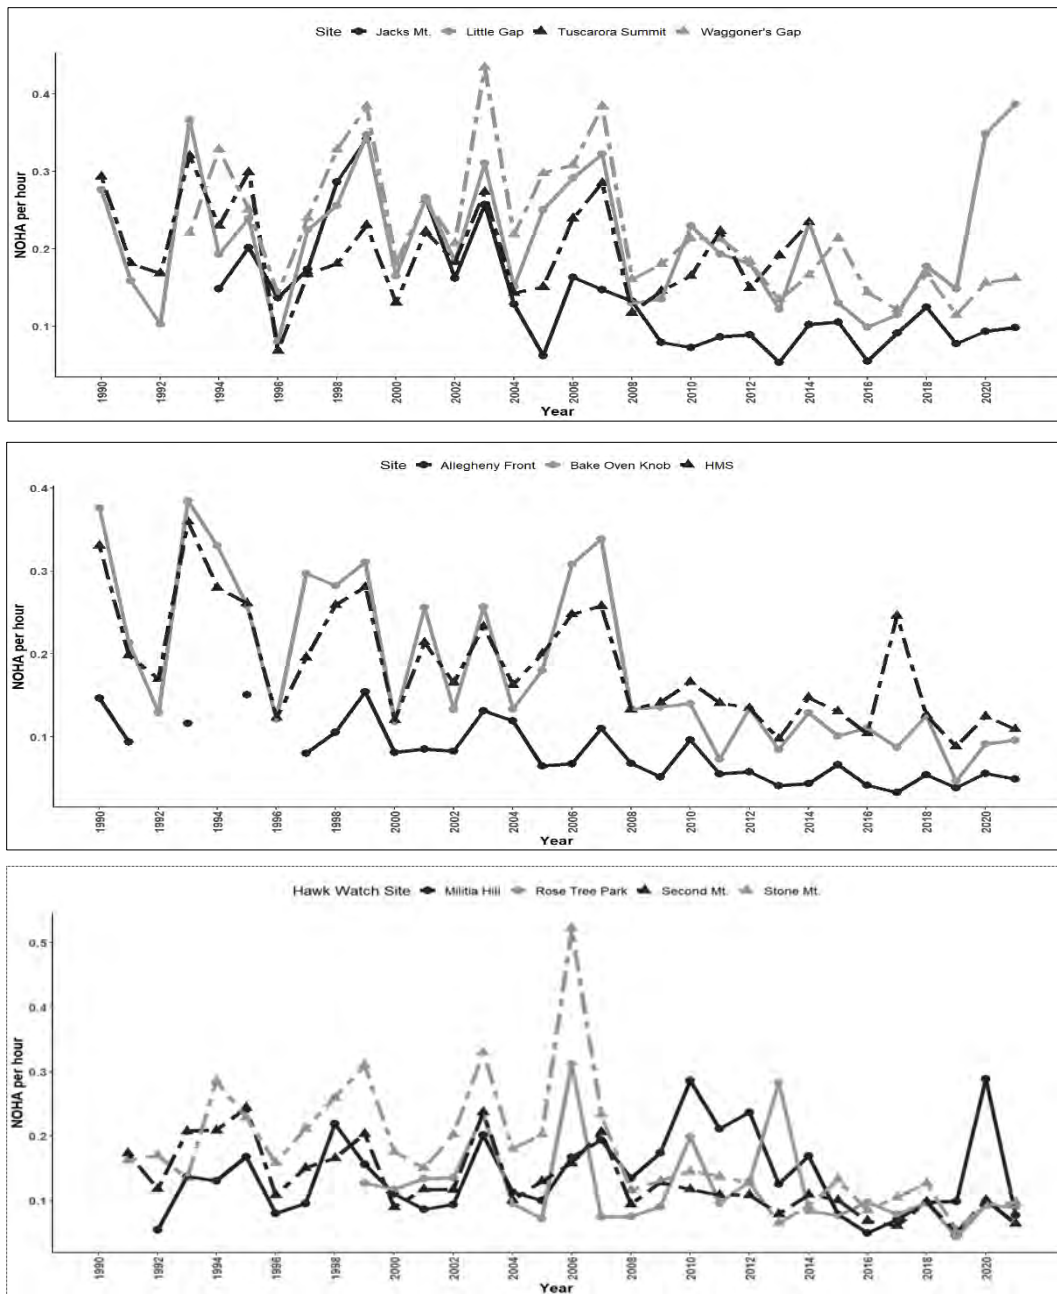 Site Jacks Mt. Little Gap Tuscarora Summit Waggoner's Gap
NOHA per hour
0.4
0.3
0.2
0.1
1990 1992 1994 1996 1998 2000 2002 2004 2006 2008 2010 2012 2014 2016 2018 2020
Year
Site Allegheny Front Bake Oven Knob HMS
NOHA per hour
0.4
0.3
0.2
0.1
1990 1992 1994 1996 1998 2000 2002 2004 2006 2008 2010 2012 2014 2016 2018 2020
Year
Hawk Watch Site Militia Hill Rose Tree Park Second Mt. Stone Mt.
NOHA per hour
0.5
0.4
0.3
0.2
0.1
1990 1992 1994 1996 1998 2000 2002 2004 2006 2008 2010 2012 2014 2016 2018 2020
Year